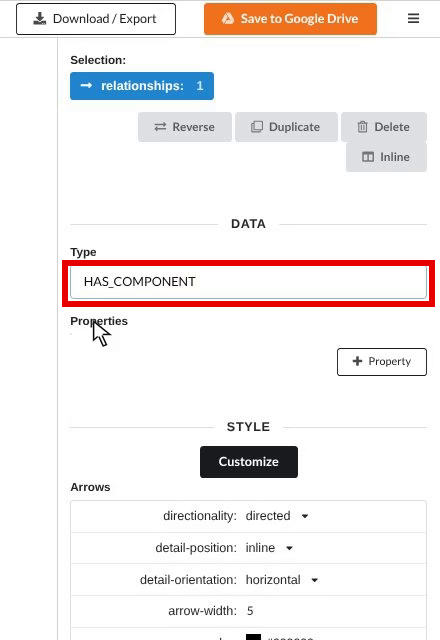 Download / Export
Save to Google Drive
Selection:
relationships: 1
Reverse
Duplicate
Delete
Inline
DATA
Type
HAS_COMPONENT
Properties
Property
STYLE
Customize
Arrows
directionality: directed
detail-position: inline
detail-orientation: horizontal
arrow-width: 5